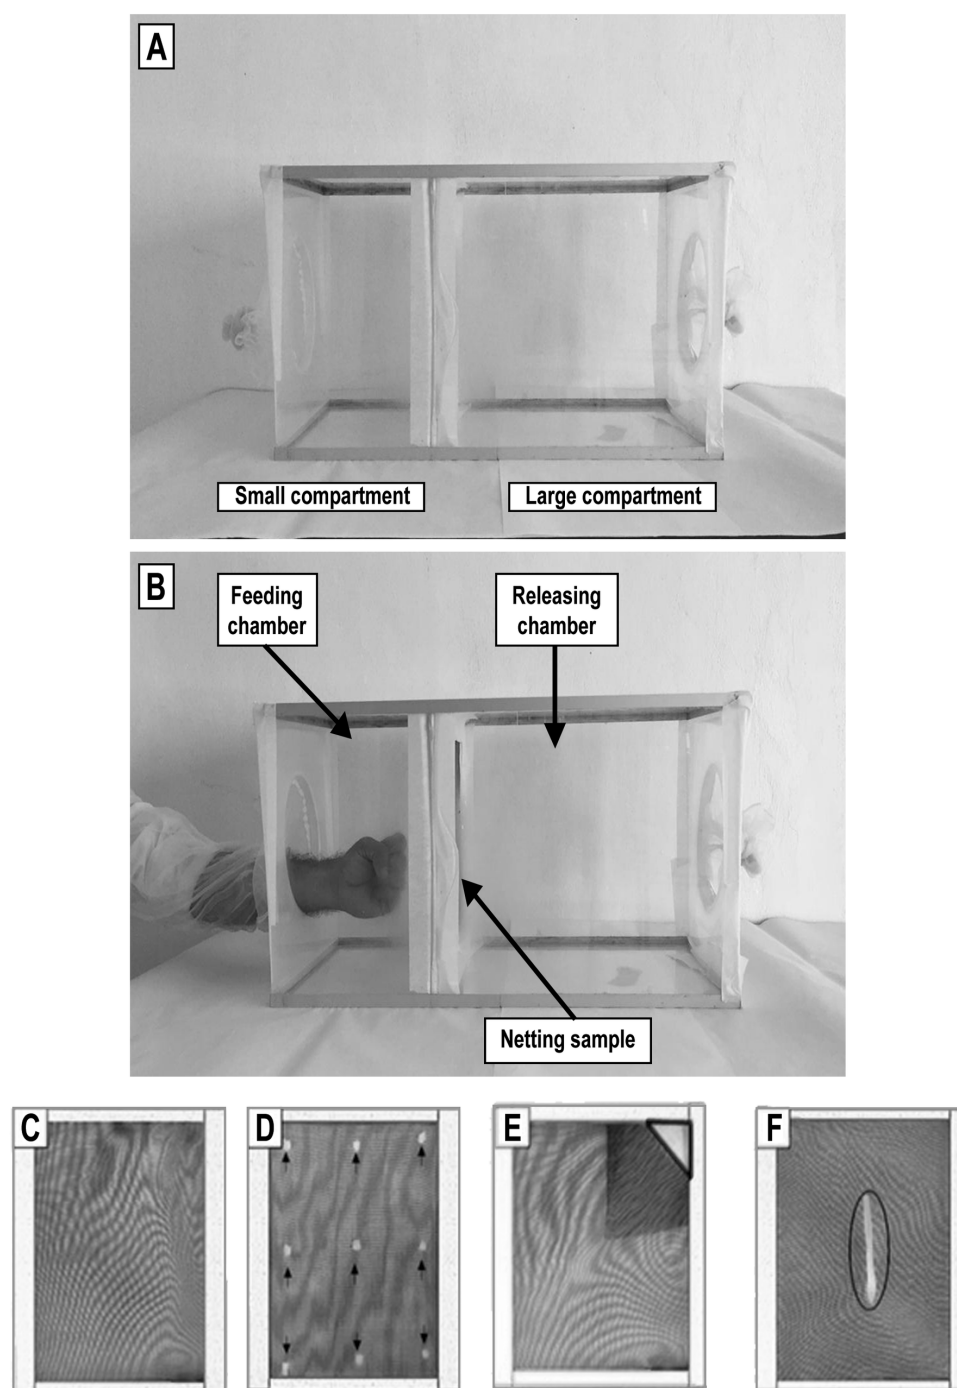 A
Small compartment
Large compartment
B
Feeding
chamber
Releasing
chamber
Netting sample
C
D
E
F